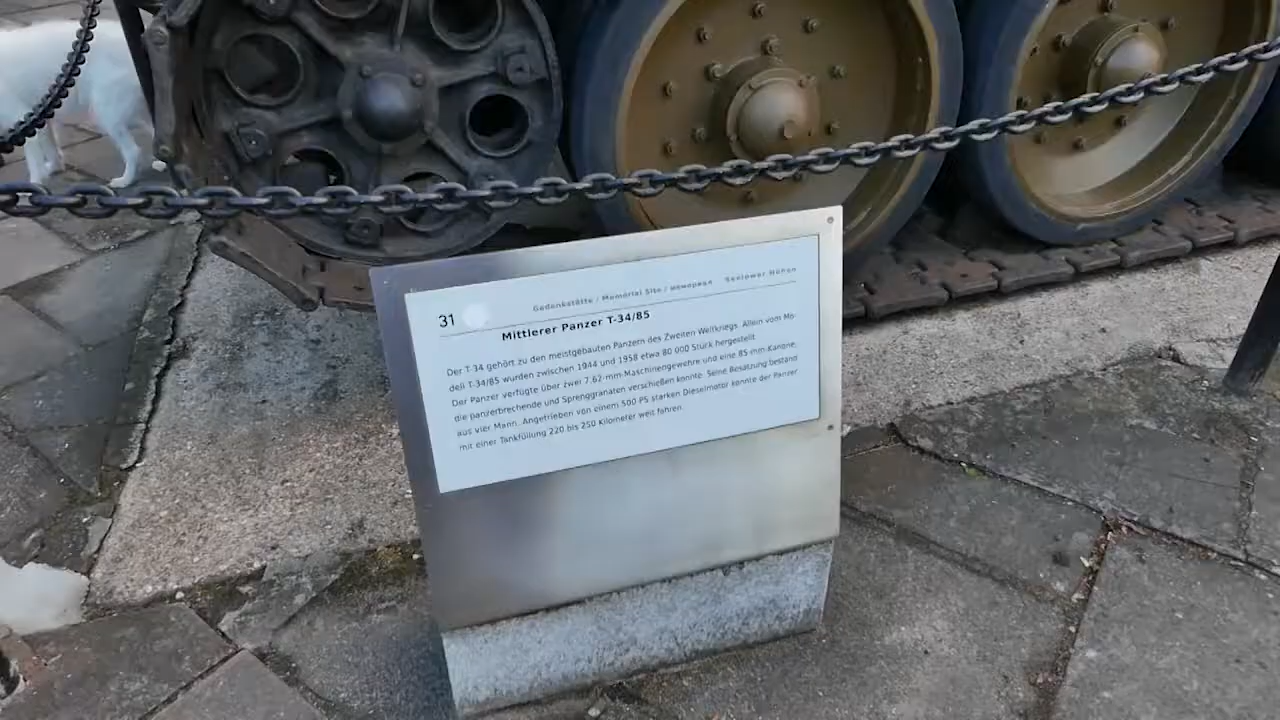 31
Gedenkstätte / Memorial Site / Мемориал Seelower Höhen
Mittlerer Panzer T-34/85
Der T-34 gehört zu den meistgebauten Panzern des Zweiten Weltkriegs. Allein vom Mo-
dell T-34/85 wurden zwischen 1944 und 1958 etwa 80 000 Stück hergestellt.
Der Panzer verfügte über zwei 7,62-mm-Maschinengewehre und eine 85-mm-Kanone,
die panzerbrechende und Sprenggranaten verschießen konnte. Seine Besatzung bestand
aus vier Mann. Angetrieben von einem 500 PS starken Dieselmotor konnte der Panzer
mit einer Tankfüllung 220 bis 250 Kilometer weit fahren.